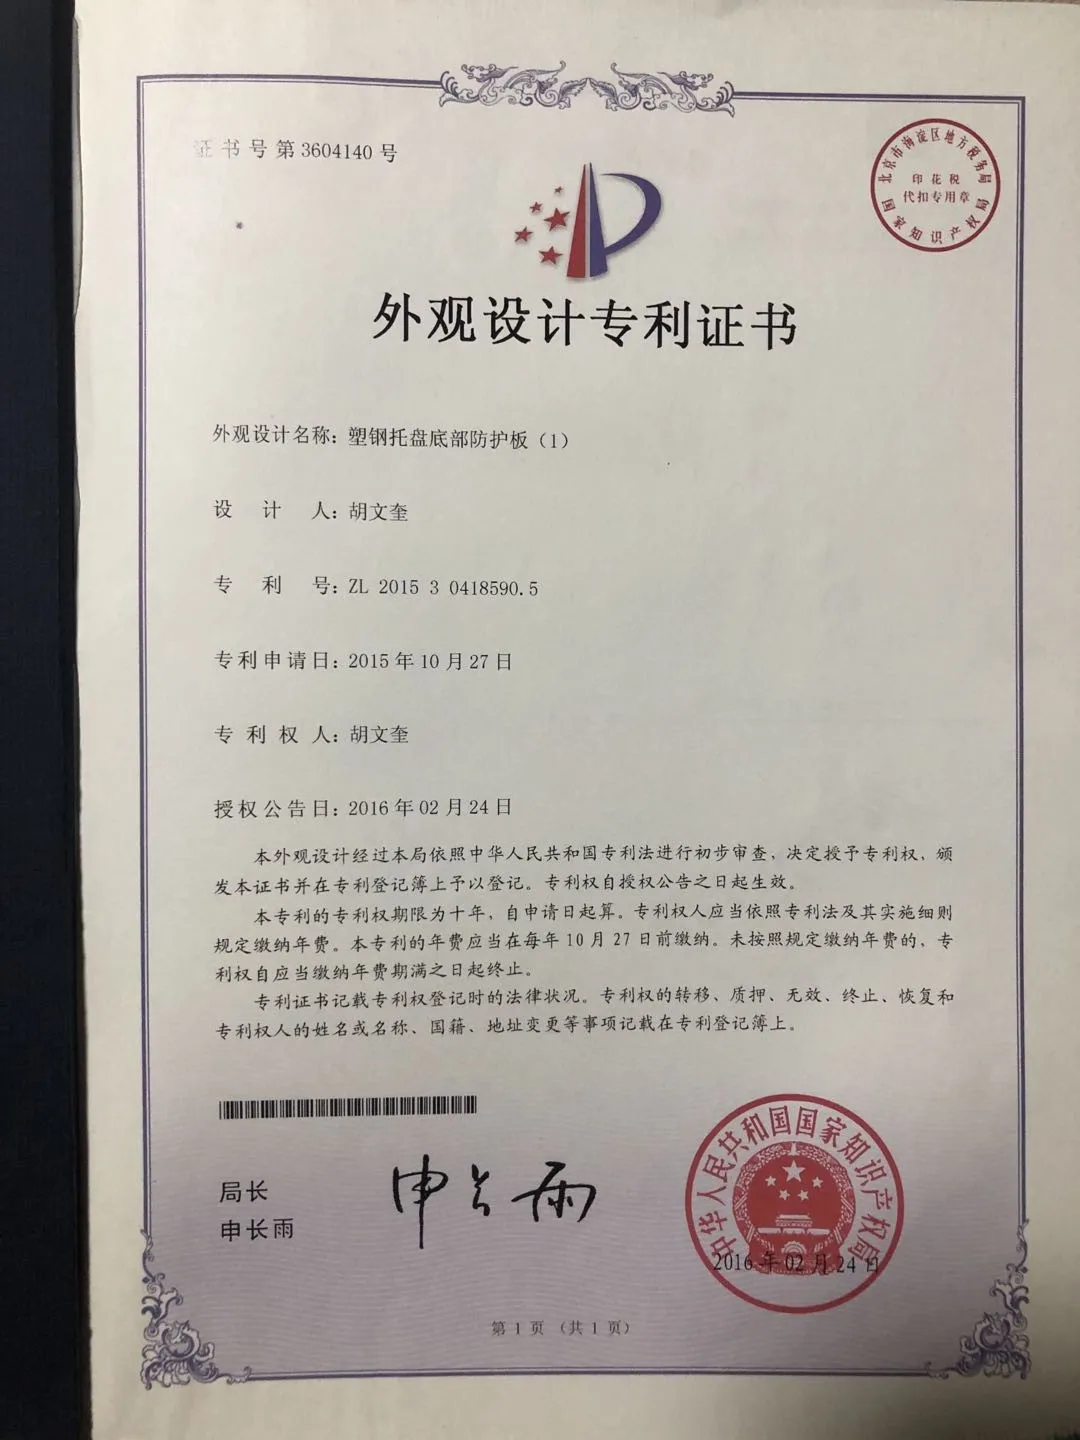 证书号第3604140号
北京市海淀区地方税务局
印花税
代扣专用章
国家知识产权局
外观设计专利证书
外观设计名称：塑钢托盘底部防护板（1）
设计人：胡文奎
专利号：ZL 2015 3 0418590.5
专利申请日：2015年10月27日
专利权人：胡文奎
授权公告日：2016年02月24日
本外观设计经过本局依照中华人民共和国专利法进行初步审查，决定授予专利权，颁
发本证书并在专利登记簿上予以登记。专利权自授权公告之日起生效。
本专利的专利权期限为十年，自申请日起算。专利权人应当依照专利法及其实施细则
规定缴纳年费。本专利的年费应当在每年10月27日前缴纳。未按照规定缴纳年费的，专
利权自应当缴纳年费期满之日起终止。
专利证书记载专利权登记时的法律状况。专利权的转移、质押、无效、终止、恢复和
专利权人的姓名或名称、国籍、地址变更等事项记载在专利登记簿上。
局长
申长雨
申长雨
中华人民共和国国家知识产权局
2016年02月24日
第1页（共1页）